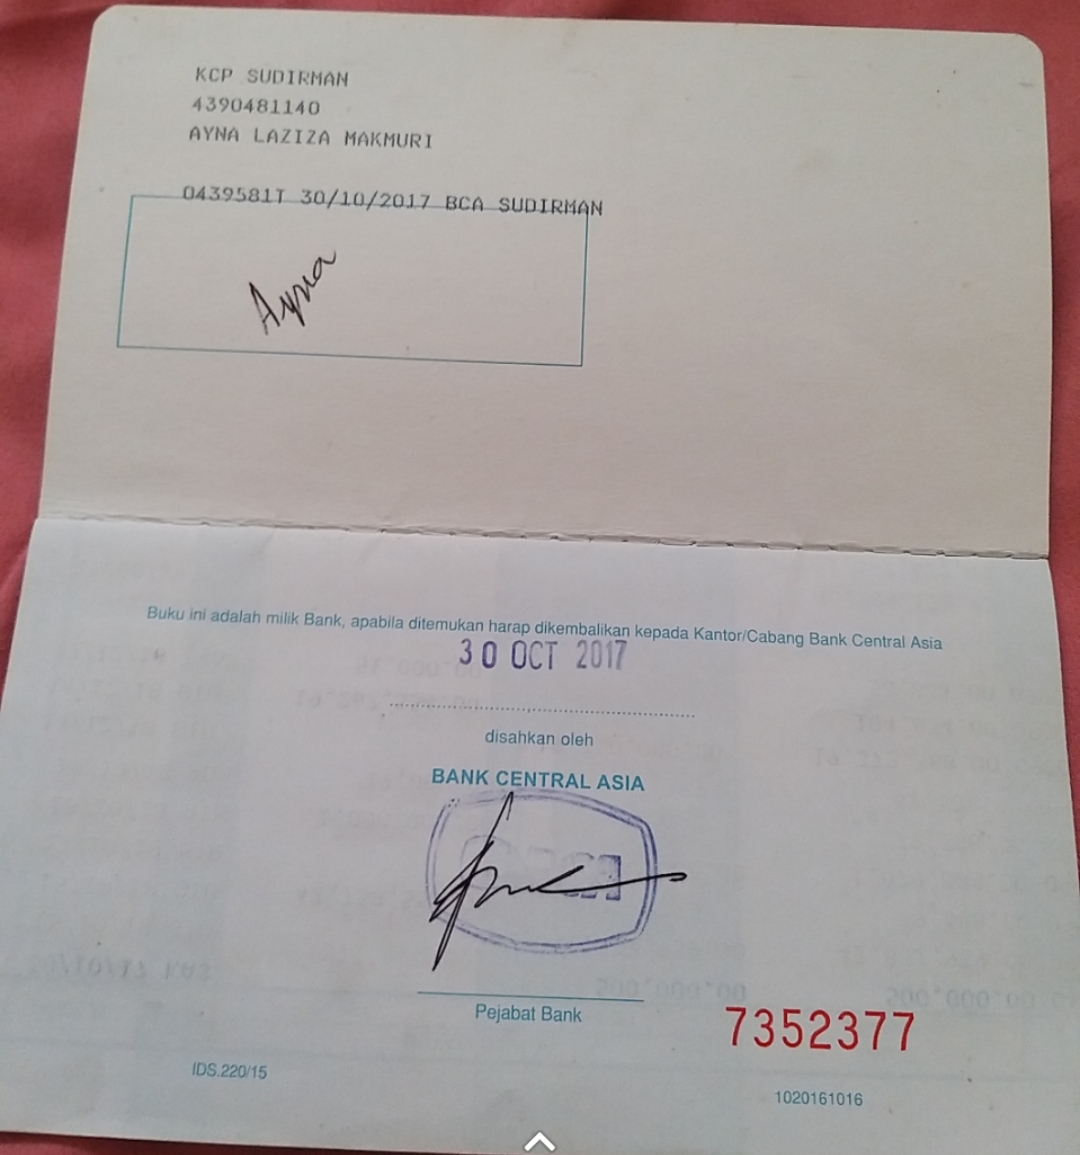 KCP SUDIRMAN
4390481140
AYNA LAZIZA MAKMURI
0439581T 30/10/2017 BCA SUDIRMAN
Ayna
Buku ini adalah milik Bank, apabila ditemukan harap dikembalikan kepada Kantor/Cabang Bank Central Asia
30 OCT 2017
disahkan oleh
BANK CENTRAL ASIA
Pejabat Bank
7352377
IDS.220/15
1020161016